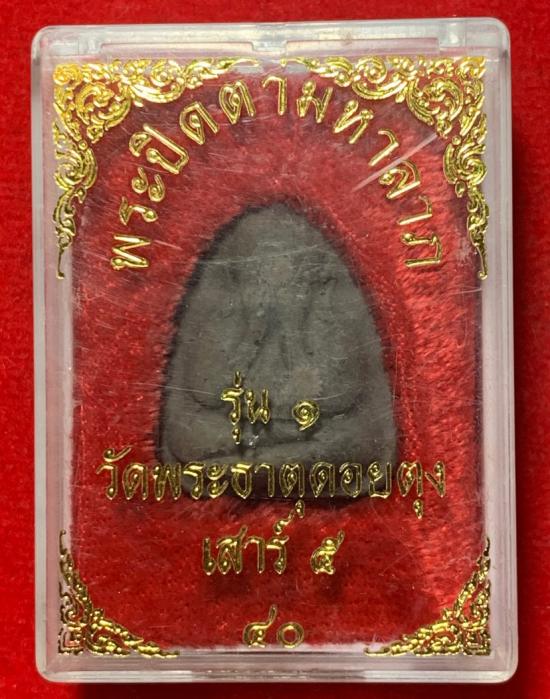 พระปิดตามหาลาภ
รุ่น ๑
วัดพระธาตุดอยตุง
เสาร์ ๕
๔๐